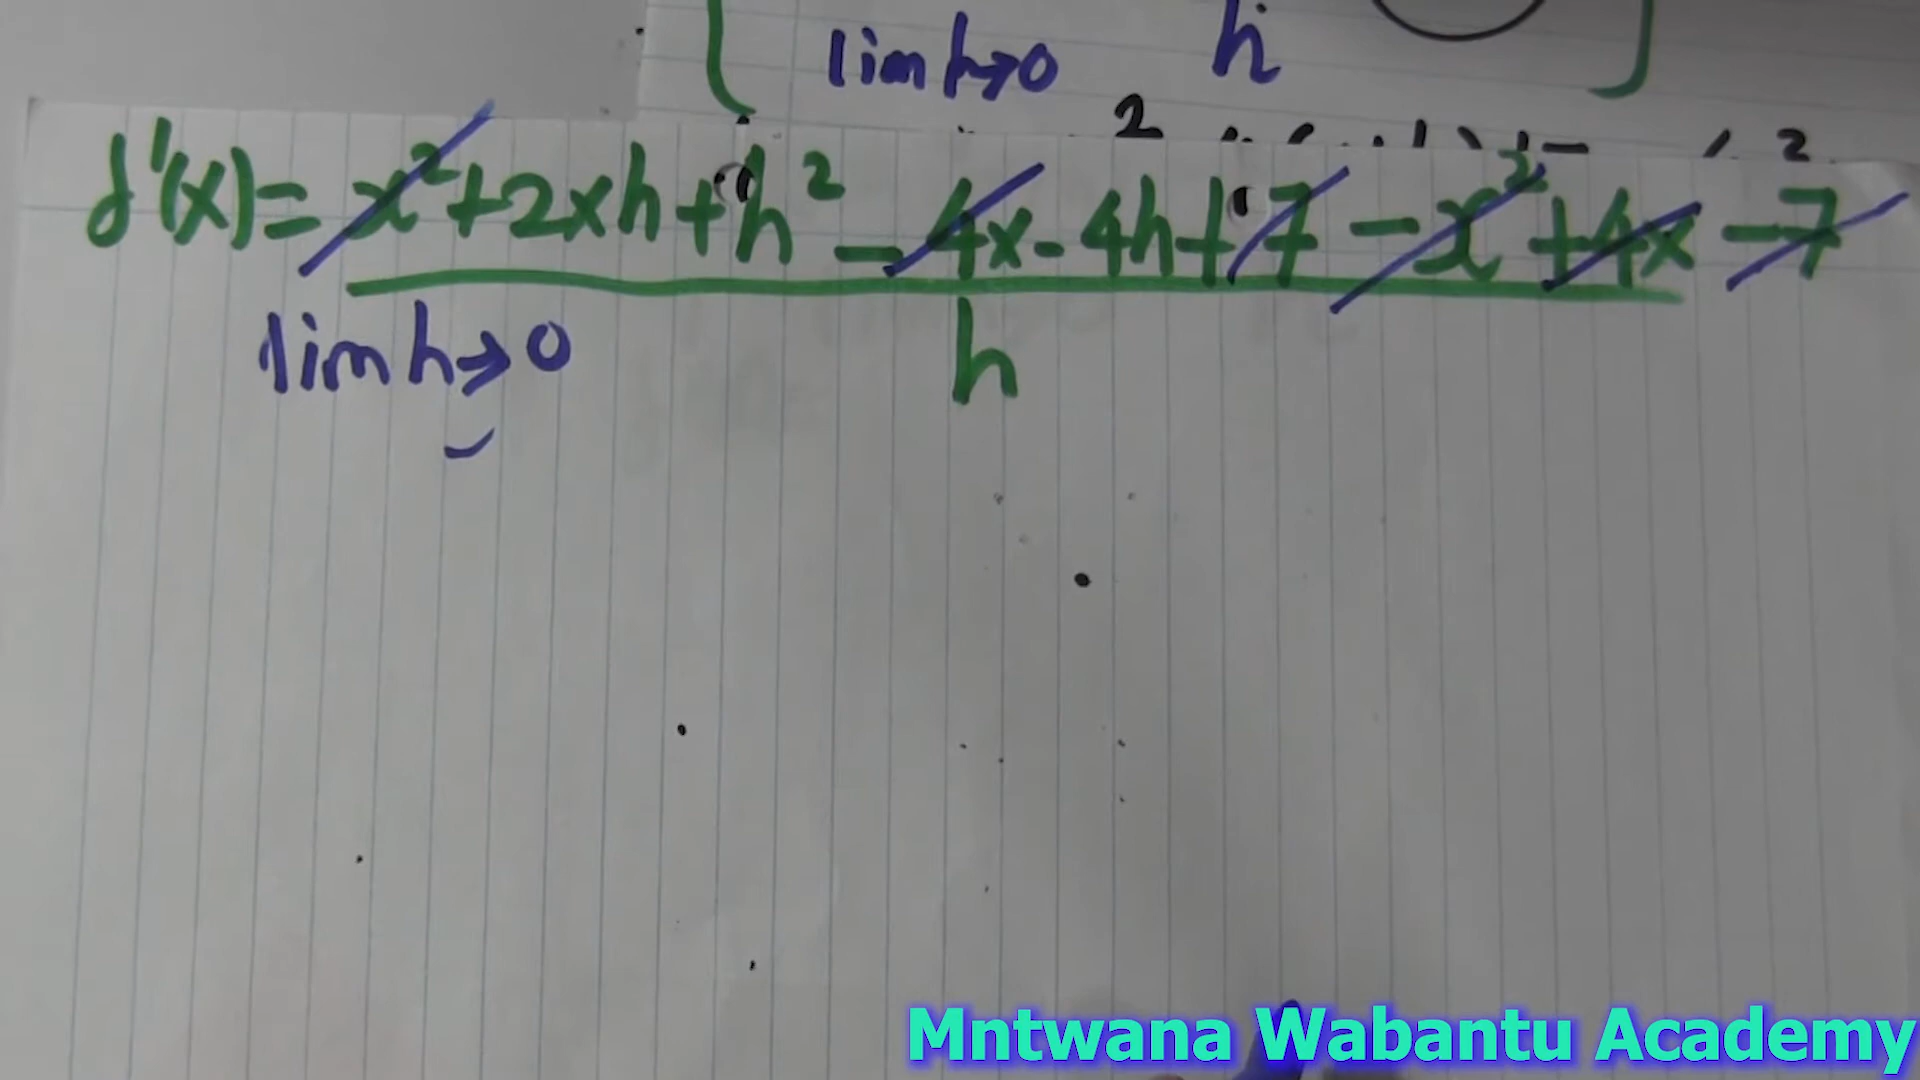 lim h→0 h
f'(x) = x²+2xh+h² - 4x - 4h + 7 - x² + 4x - 7
lim h→0 h
Mntwana Wabantu Academy